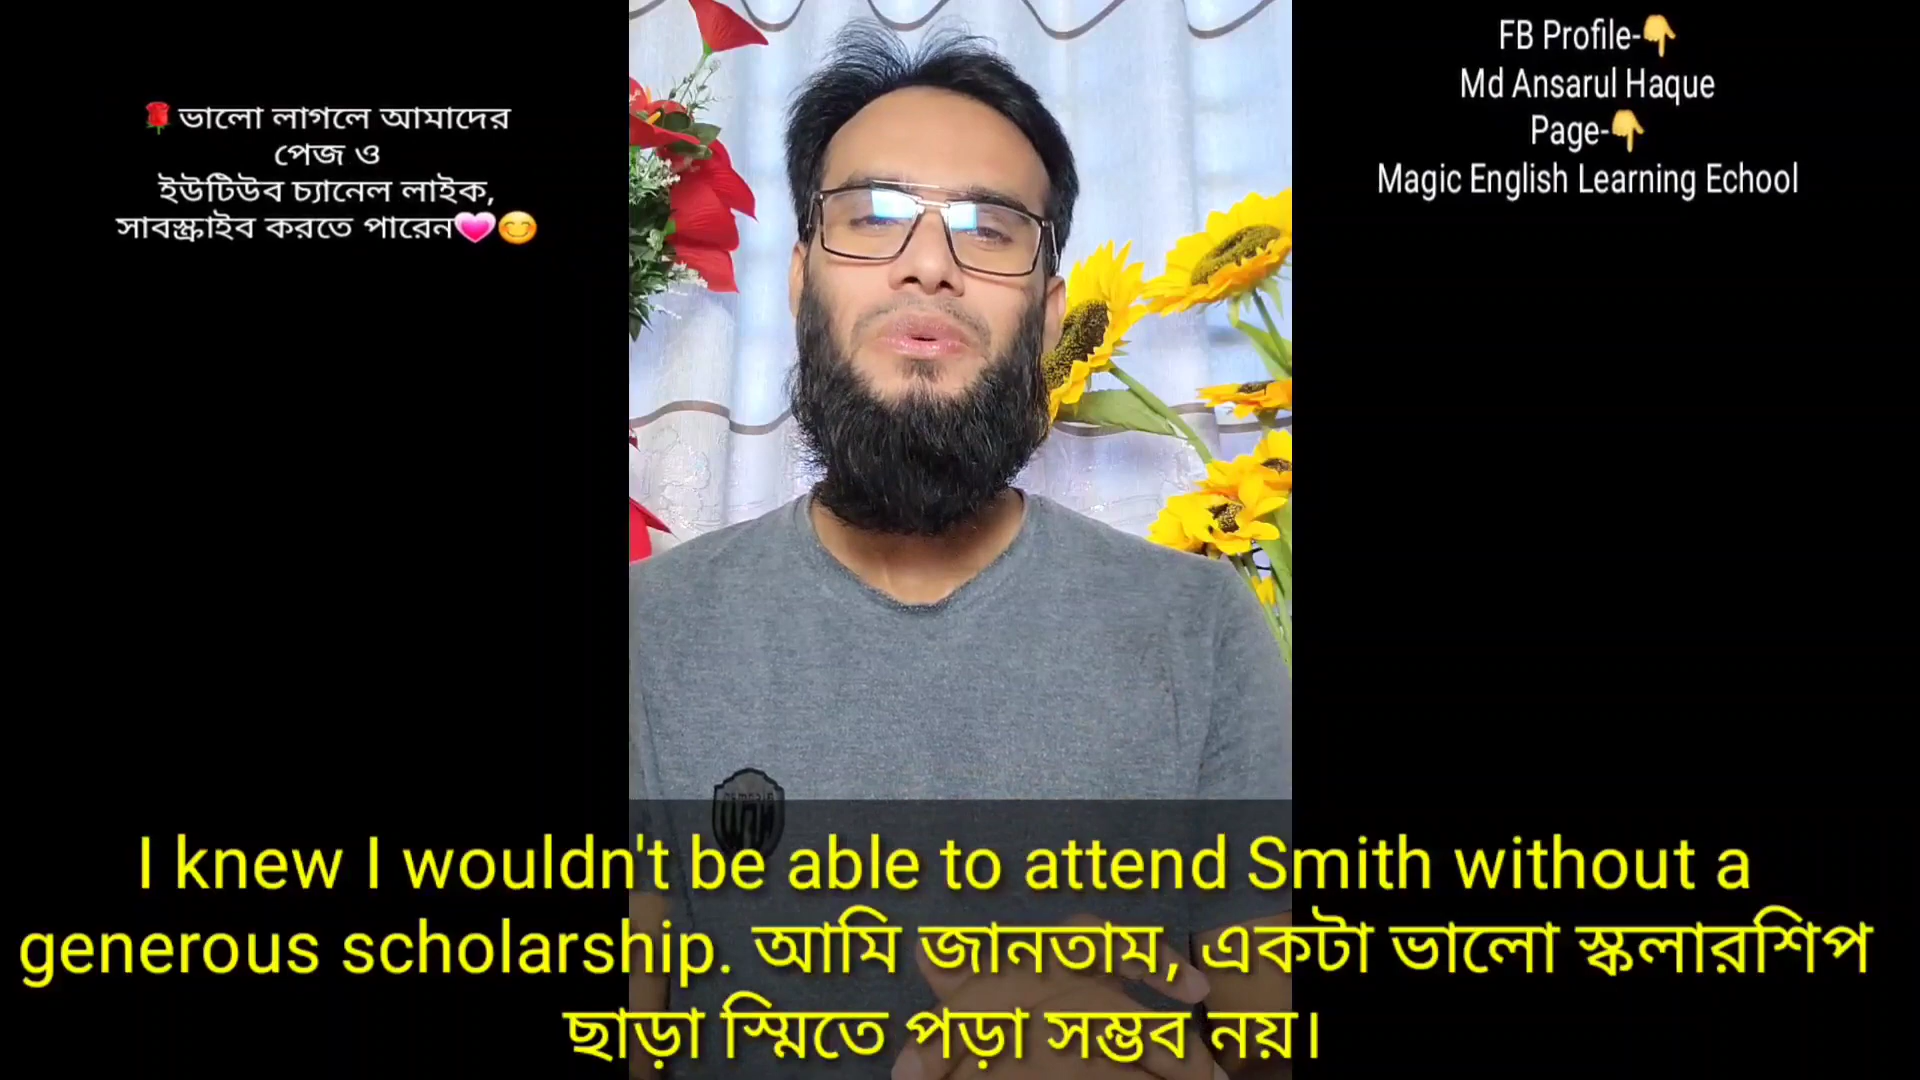 🌹ভালো লাগলে আমাদের
পেজ ও
ইউটিউব চ্যানেল লাইক,
সাবস্ক্রাইব করতে পারেন💗😊
FB Profile-👇
Md Ansarul Haque
Page-👇
Magic English Learning Echool
I knew I wouldn't be able to attend Smith without a
generous scholarship. আমি জানতাম, একটা ভালো স্কলারশিপ
ছাড়া স্মিতে পড়া সম্ভব নয়।